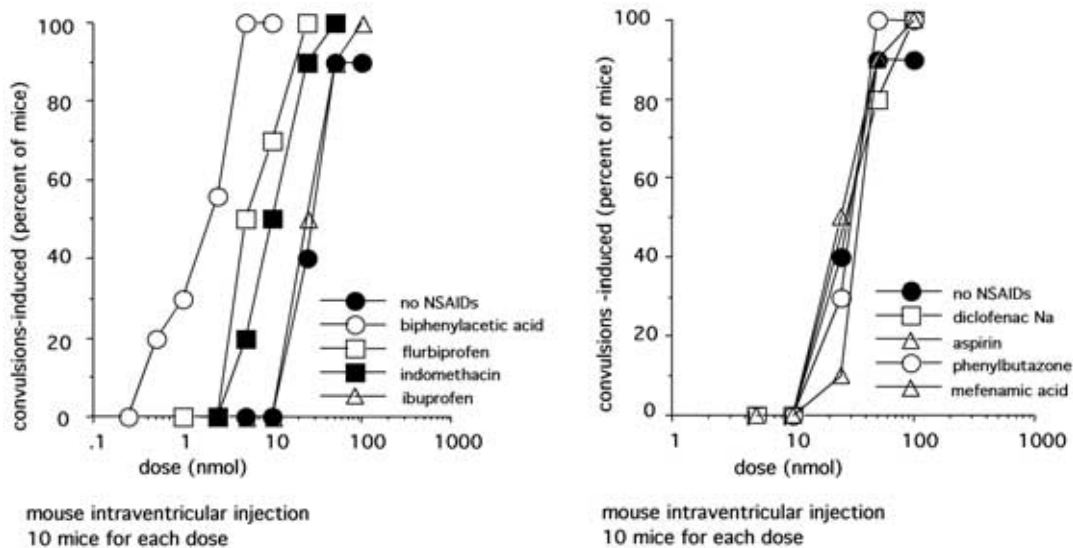 convulsions-induced (percent of mice)
100
80
60
40
20
0
.1
1
10
100
1000
dose (nmol)
no NSAIDs
biphenylacetic acid
flurbiprofen
indomethacin
ibuprofen
mouse intraventricular injection
10 mice for each dose
convulsions -induced (percent of mice)
100
80
60
40
20
0
1
10
100
1000
dose (nmol)
no NSAIDs
diclofenac Na
aspirin
phenylbutazone
mefenamic acid
mouse intraventricular injection
10 mice for each dose